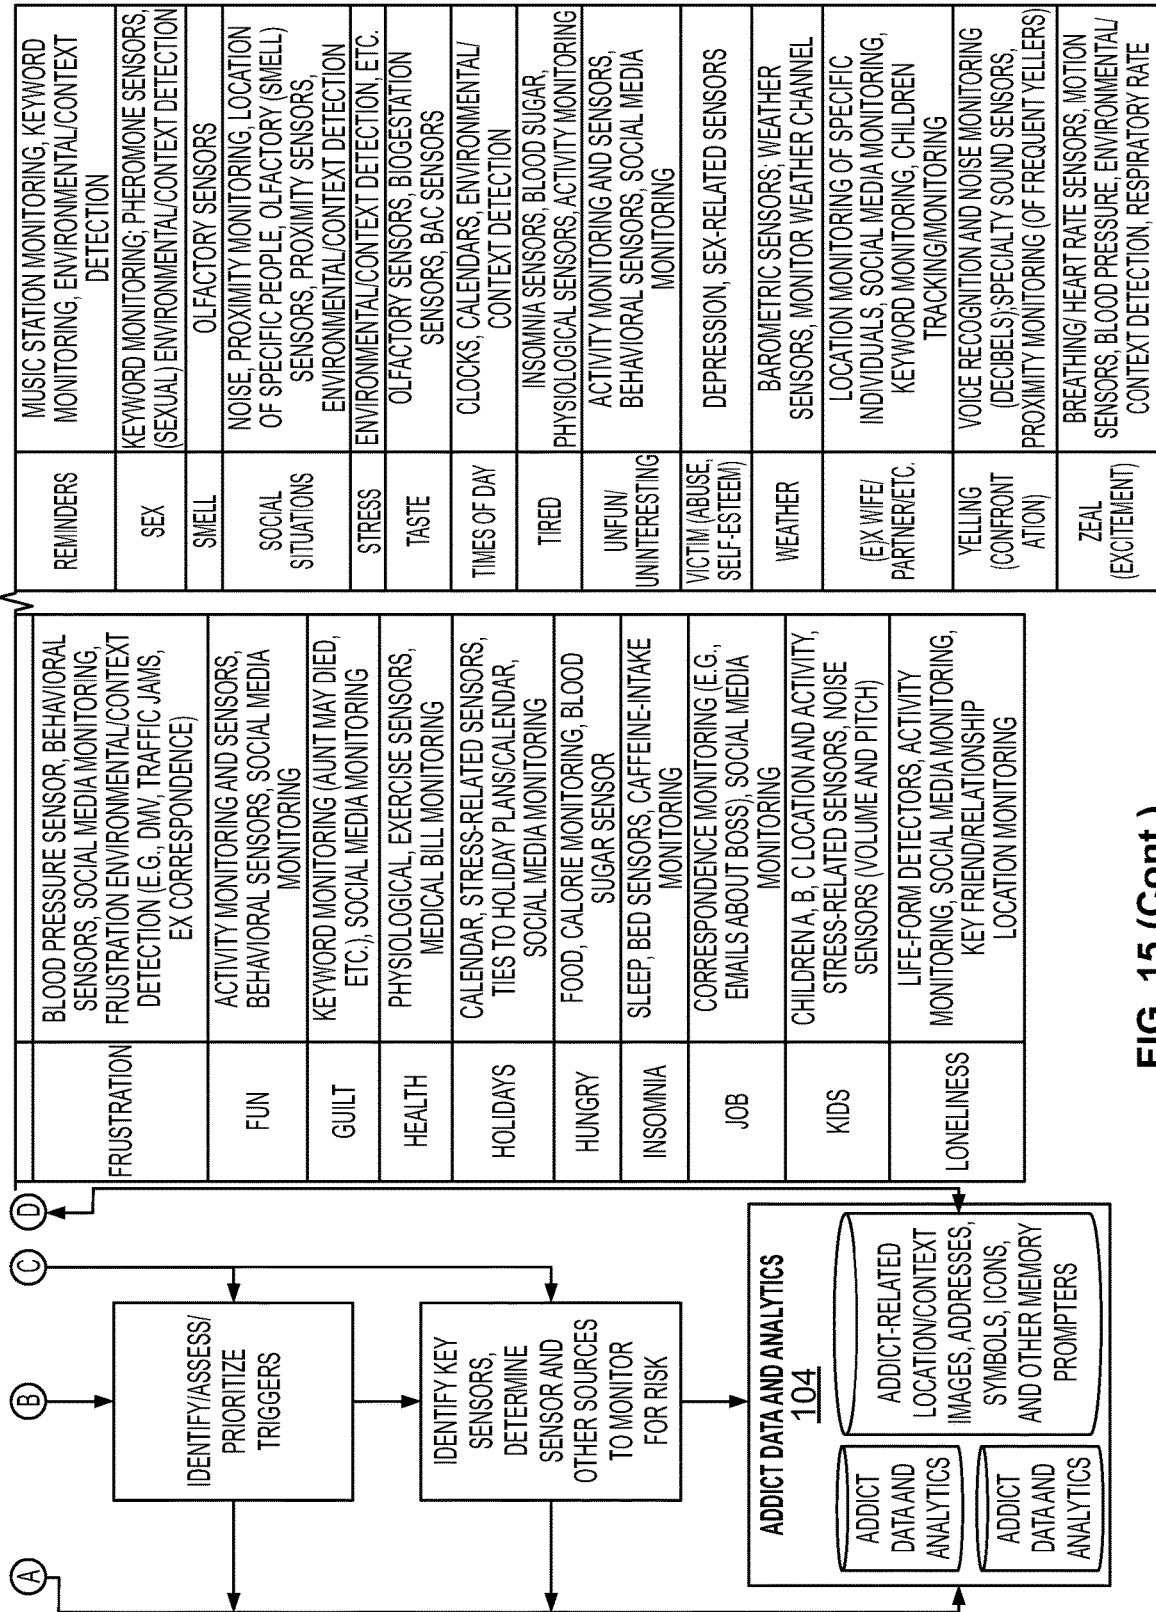 A
B
C
D
IDENTIFY/ASSESS/
PRIORITIZE
TRIGGERS
IDENTIFY KEY
SENSORS,
DETERMINE
SENSOR AND
OTHER SOURCES
TO MONITOR
FOR RISK
ADDICT DATA AND ANALYTICS
104
ADDICT
DATA AND
ANALYTICS
ADDICT
DATA AND
ANALYTICS
ADDICT-RELATED
LOCATION/CONTEXT
IMAGES, ADDRESSES,
SYMBOLS, ICONS,
AND OTHER MEMORY
PROMPTERS
FRUSTRATION
BLOOD PRESSURE SENSOR, BEHAVIORAL
SENSORS, SOCIAL MEDIA MONITORING,
FRUSTRATION ENVIRONMENTAL/CONTEXT
DETECTION (E.G., DMV, TRAFFIC JAMS,
EX CORRESPONDENCE)
FUN
ACTIVITY MONITORING AND SENSORS,
BEHAVIORAL SENSORS, SOCIAL MEDIA
MONITORING
GUILT
KEYWORD MONITORING (AUNT MAY DIED,
ETC.), SOCIAL MEDIA MONITORING
HEALTH
PHYSIOLOGICAL, EXERCISE SENSORS,
MEDICAL BILL MONITORING
HOLIDAYS
CALENDAR, STRESS-RELATED SENSORS,
TIES TO HOLIDAY PLANS/CALENDAR,
SOCIAL MEDIA MONITORING
HUNGRY
FOOD, CALORIE MONITORING, BLOOD
SUGAR SENSOR
INSOMNIA
SLEEP, BED SENSORS, CAFFEINE-INTAKE
MONITORING
JOB
CORRESPONDENCE MONITORING (E.G.,
EMAILS ABOUT BOSS), SOCIAL MEDIA
MONITORING
KIDS
CHILDREN A, B, C LOCATION AND ACTIVITY,
STRESS-RELATED SENSORS, NOISE
SENSORS (VOLUME AND PITCH)
LONELINESS
LIFE-FORM DETECTORS, ACTIVITY
MONITORING, SOCIAL MEDIA MONITORING,
KEY FRIEND/RELATIONSHIP
LOCATION MONITORING
REMINDERS
MUSIC STATION MONITORING, KEYWORD
MONITORING, ENVIRONMENTAL/CONTEXT
DETECTION
SEX
KEYWORD MONITORING; PHEROMONE SENSORS,
(SEXUAL) ENVIRONMENTAL/CONTEXT DETECTION
SMELL
OLFACTORY SENSORS
SOCIAL
SITUATIONS
NOISE, PROXIMITY MONITORING, LOCATION
OF SPECIFIC PEOPLE, OLFACTORY (SMELL)
SENSORS, PROXIMITY SENSORS,
ENVIRONMENTAL/CONTEXT DETECTION
STRESS
ENVIRONMENTAL/CONTEXT DETECTION, ETC.
TASTE
OLFACTORY SENSORS, BIOGESTATION
SENSORS, BAC SENSORS
TIMES OF DAY
CLOCKS, CALENDARS, ENVIRONMENTAL/
CONTEXT DETECTION
TIRED
INSOMNIA SENSORS, BLOOD SUGAR,
PHYSIOLOGICAL SENSORS, ACTIVITY MONITORING
UNFUN/
UNINTERESTING
ACTIVITY MONITORING AND SENSORS,
BEHAVIORAL SENSORS, SOCIAL MEDIA
MONITORING
VICTIM (ABUSE,
SELF-ESTEEM)
DEPRESSION, SEX-RELATED SENSORS
WEATHER
BAROMETRIC SENSORS; WEATHER
SENSORS, MONITOR WEATHER CHANNEL
(E)X WIFE/
PARTNER/ETC.
LOCATION MONITORING OF SPECIFIC
INDIVIDUALS, SOCIAL MEDIA MONITORING,
KEYWORD MONITORING, CHILDREN
TRACKING/MONITORING
YELLING
(CONFRONT
ATION)
VOICE RECOGNITION AND NOISE MONITORING
(DECIBELS);SPECIALTY SOUND SENSORS,
PROXIMITY MONITORING (OF FREQUENT YELLERS)
ZEAL
(EXCITEMENT)
BREATHING/ HEART RATE SENSORS, MOTION
SENSORS, BLOOD PRESSURE, ENVIRONMENTAL/
CONTEXT DETECTION, RESPIRATORY RATE
FIG. 15 (Cont.)